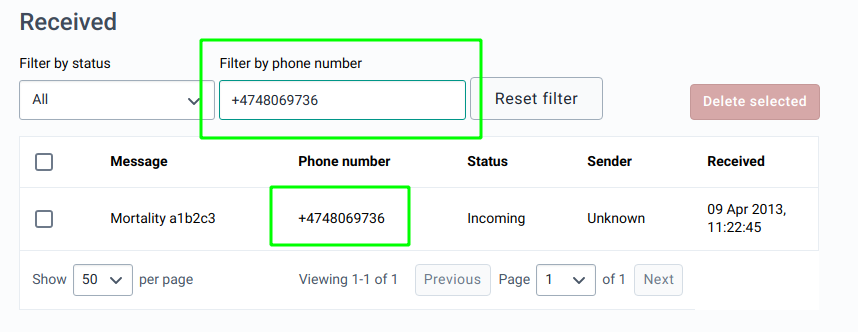 Received
Filter by status
Filter by phone number
All
+4748069736
Reset filter
Delete selected
Message Phone number Status Sender Received
Mortality a1b2c3 +4748069736 Incoming Unknown 09 Apr 2013,
11:22:45
Show 50 per page Viewing 1-1 of 1 Previous Page 1 of 1 Next